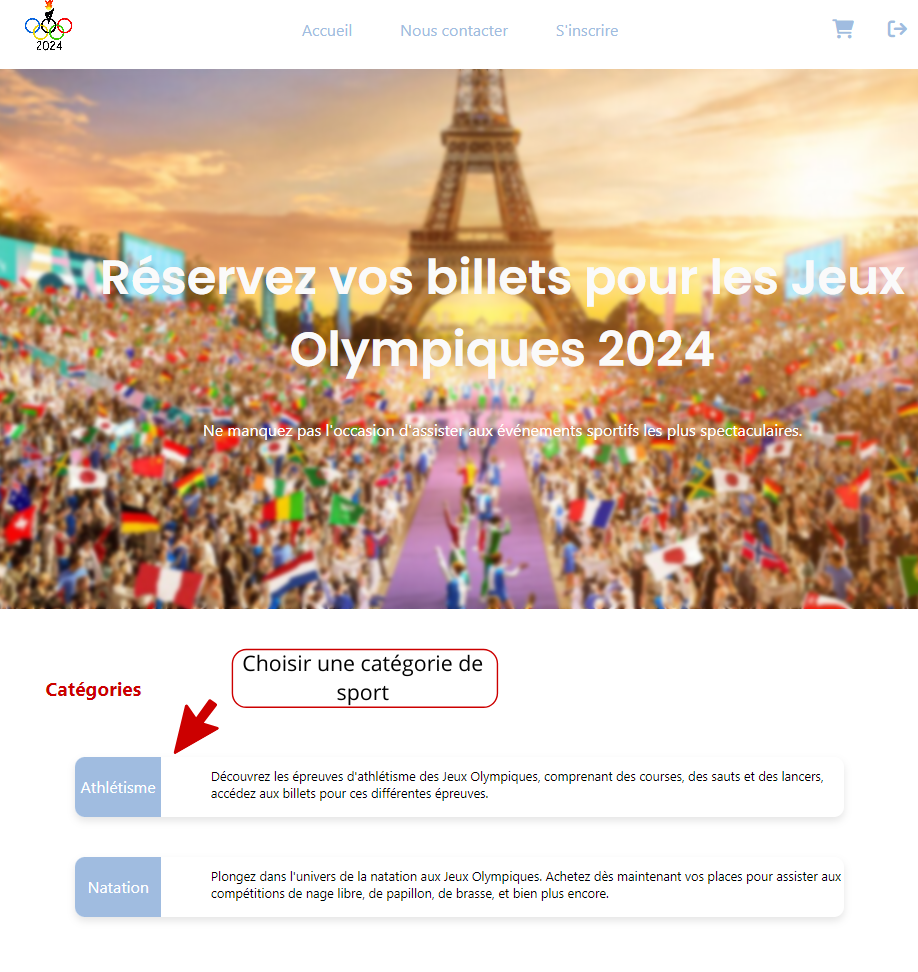 2024
Accueil
Nous contacter
S'inscrire
Réservez vos billets pour les Jeux
Olympiques 2024
Ne manquez pas l'occasion d'assister aux événements sportifs les plus spectaculaires.
Choisir une catégorie de
sport
Catégories
Athlétisme
Découvrez les épreuves d'athlétisme des Jeux Olympiques, comprenant des courses, des sauts et des lancers,
accédez aux billets pour ces différentes épreuves.
Natation
Plongez dans l'univers de la natation aux Jeux Olympiques. Achetez dès maintenant vos places pour assister aux
compétitions de nage libre, de papillon, de brasse, et bien plus encore.